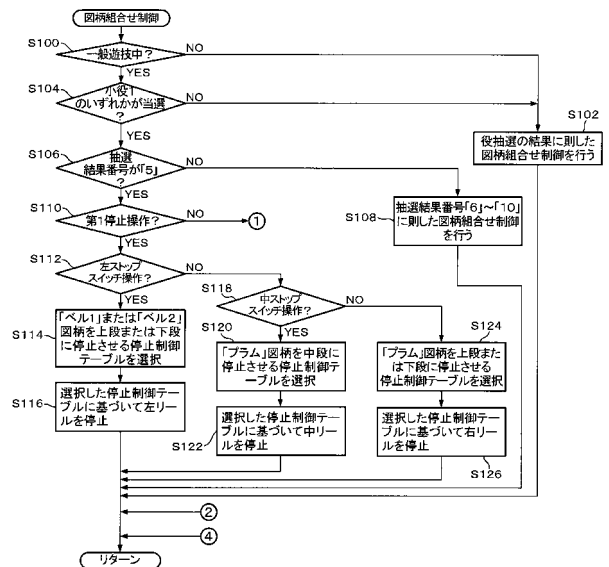 図柄組合せ制御
S100
一般遊技中?
NO
YES
S104
小役1
のいずれかが当選
?
NO
YES
S102
役抽選の結果に則した
図柄組合せ制御を行う
S106
抽選
結果番号が「5」
?
NO
YES
S108
抽選結果番号「6」~「10」
に則した図柄組合せ制御
を行う
S110
第1停止操作?
NO
①
YES
S112
左ストップ
スイッチ操作?
NO
YES
S118
中ストップ
スイッチ操作?
NO
YES
S114
「ベル1」または「ベル2」
図柄を上段または下段
に停止させる停止制御
テーブルを選択
S120
「プラム」図柄を中段に
停止させる停止制御テ
ーブルを選択
S124
「プラム」図柄を上段また
は下段に停止させる
停止制御テーブルを選択
S116
選択した停止制御テー
ブルに基づいて左リー
ルを停止
S122
選択した停止制御テー
ブルに基づいて中リー
ルを停止
S126
選択した停止制御テー
ブルに基づいて右リー
ルを停止
②
④
リターン